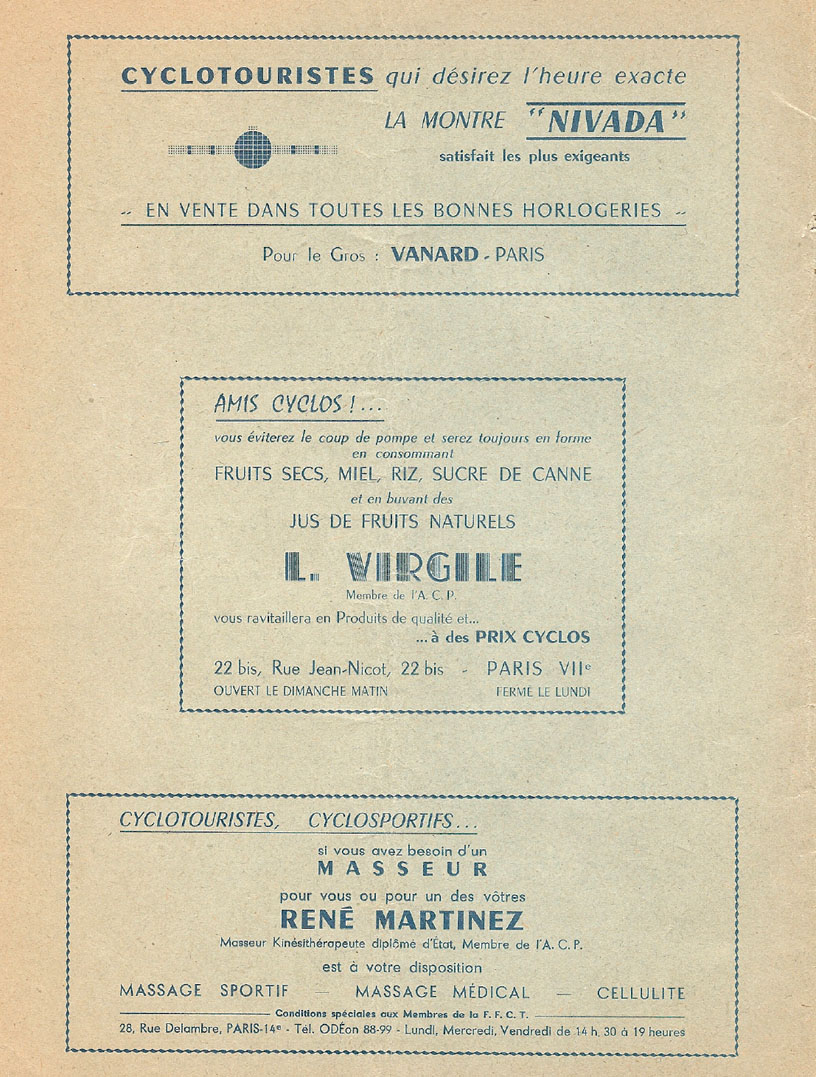 CYCLOTOURISTES qui désirez l'heure exacte
LA MONTRE "NIVADA"
satisfait les plus exigeants
-- EN VENTE DANS TOUTES LES BONNES HORLOGERIES --
Pour le Gros : VANARD - PARIS
AMIS CYCLOS !...
vous éviterez le coup de pompe et serez toujours en forme
en consommant
FRUITS SECS, MIEL, RIZ, SUCRE DE CANNE
et en buvant des
JUS DE FRUITS NATURELS
L. VIRGILE
Membre de l'A. C. P.
vous ravitaillera en Produits de qualité et...
...à des PRIX CYCLOS
22 bis, Rue Jean-Nicot, 22 bis - PARIS VIIe
OUVERT LE DIMANCHE MATIN FERMÉ LE LUNDI
CYCLOTOURISTES, CYCLOSPORTIFS...
si vous avez besoin d'un
MASSEUR
pour vous ou pour un des vôtres
RENÉ MARTINEZ
Masseur Kinésithérapeute diplômé d'État, Membre de l'A. C. P.
est à votre disposition
MASSAGE SPORTIF — MASSAGE MÉDICAL — CELLULITE
Conditions spéciales aux Membres de la F. F. C. T.
28, Rue Delambre, PARIS-14e - Tél. ODÉon 88-99 - Lundi, Mercredi, Vendredi de 14 h. 30 à 19 heures